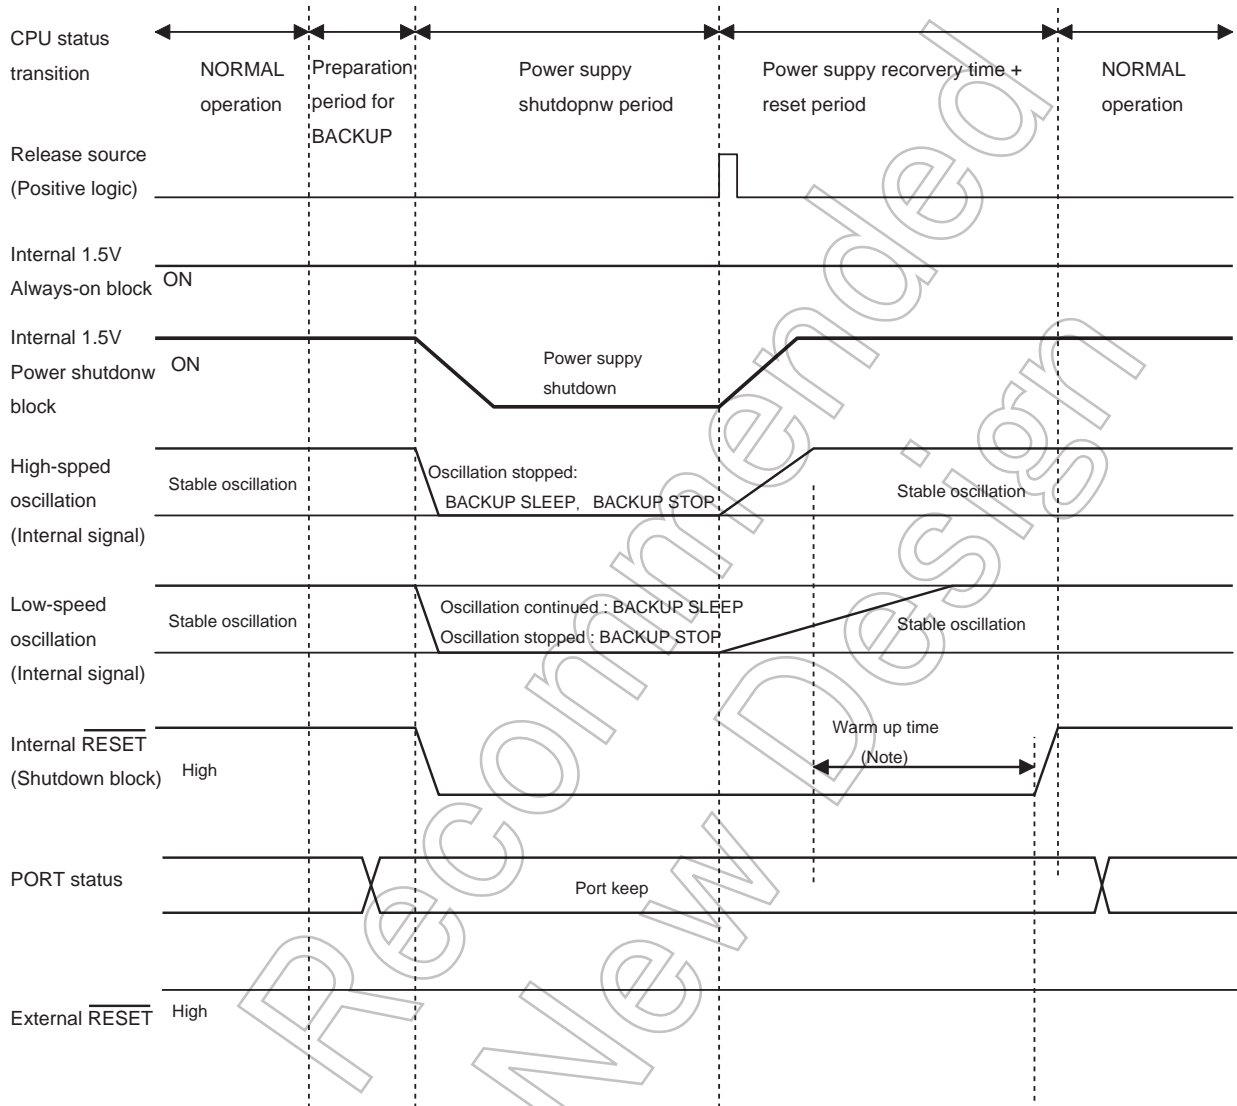 CPU status
transition
NORMAL
operation
Preparation
period for
BACKUP
Power suppy
shutdopnw period
Power suppy recorvery time +
reset period
NORMAL
operation
Release source
(Positive logic)
Internal 1.5V
Always-on block
ON
Internal 1.5V
Power shutdonw
block
ON
Power suppy
shutdown
High-spped
oscillation
(Internal signal)
Stable oscillation
Oscillation stopped:
BACKUP SLEEP, BACKUP STOP
Stable oscillation
Low-speed
oscillation
(Internal signal)
Stable oscillation
Oscillation continued : BACKUP SLEEP
Oscillation stopped : BACKUP STOP
Stable oscillation
Internal RESET
(Shutdown block)
High
Warm up time
(Note)
PORT status
Port keep
External RESET
High
Recommended
New Design